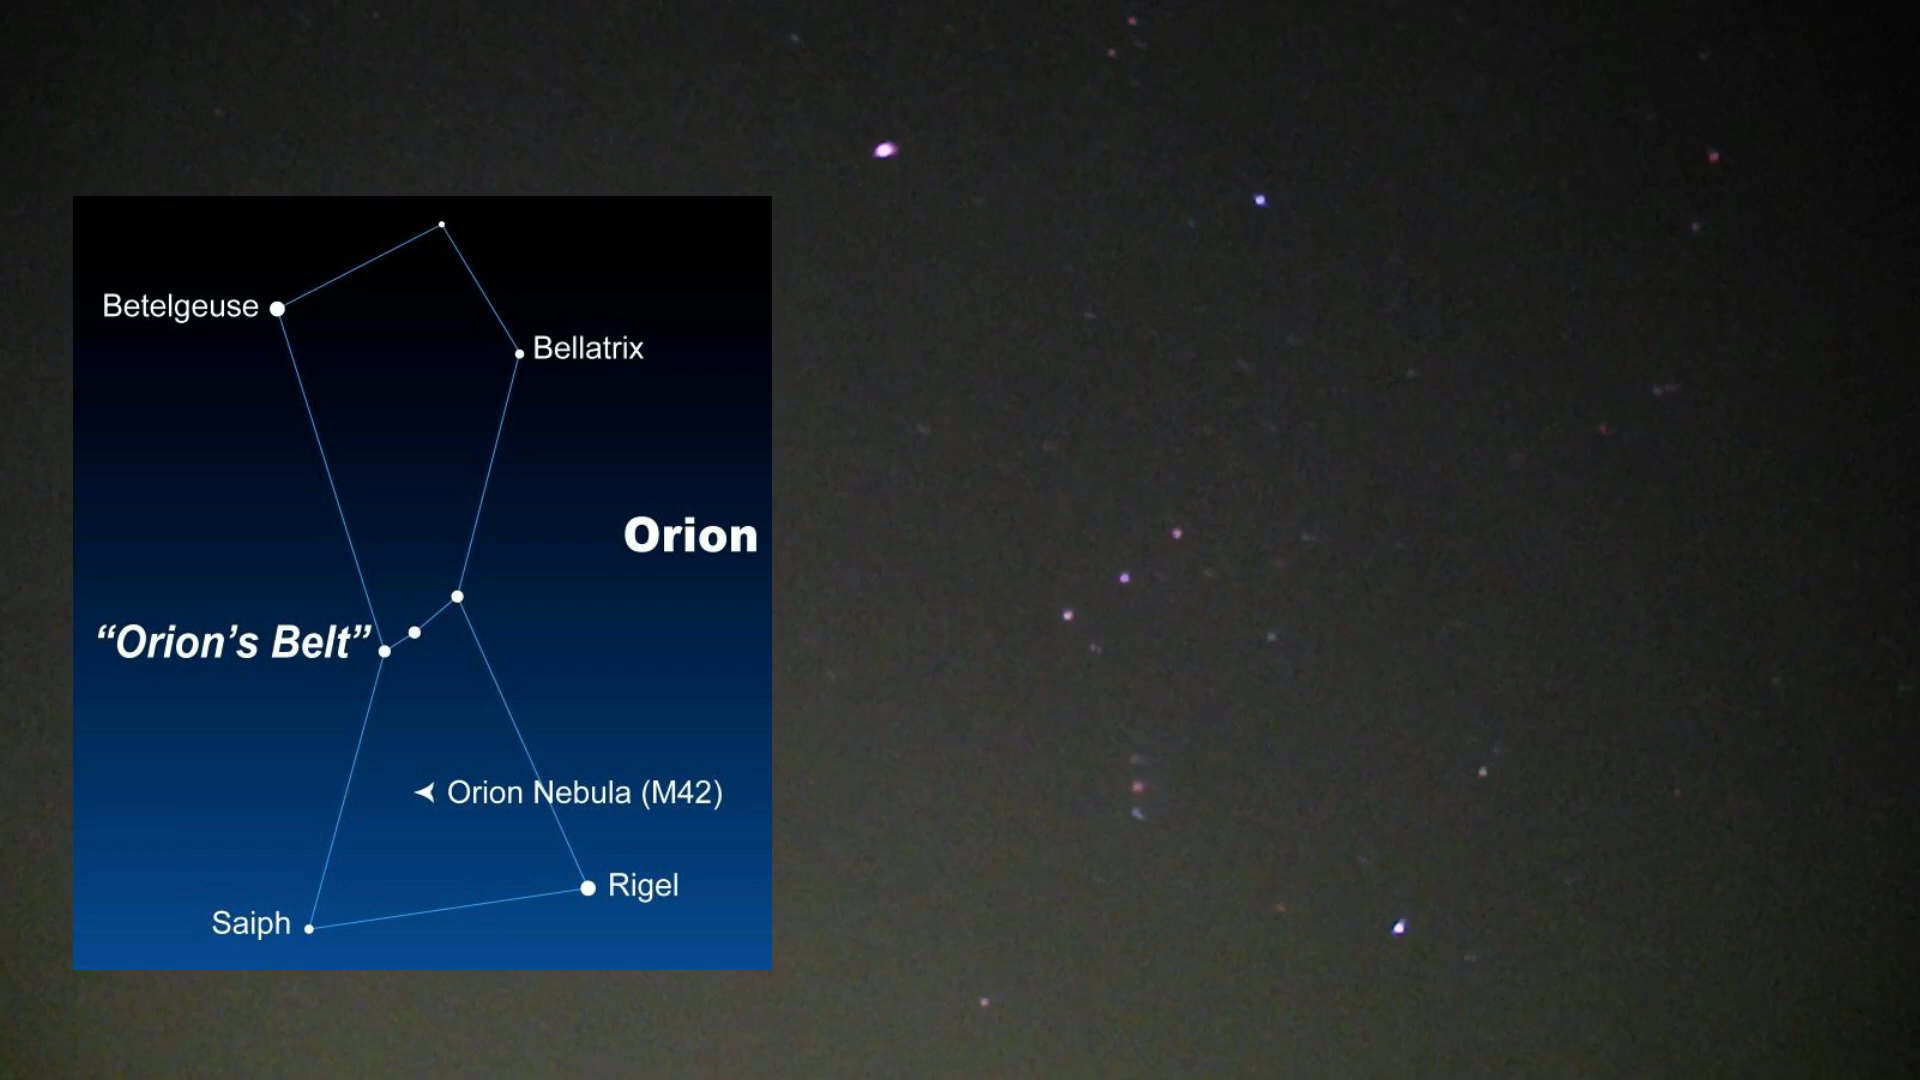 Betelgeuse
Bellatrix
Orion
“Orion’s Belt”
Orion Nebula (M42)
Rigel
Saiph